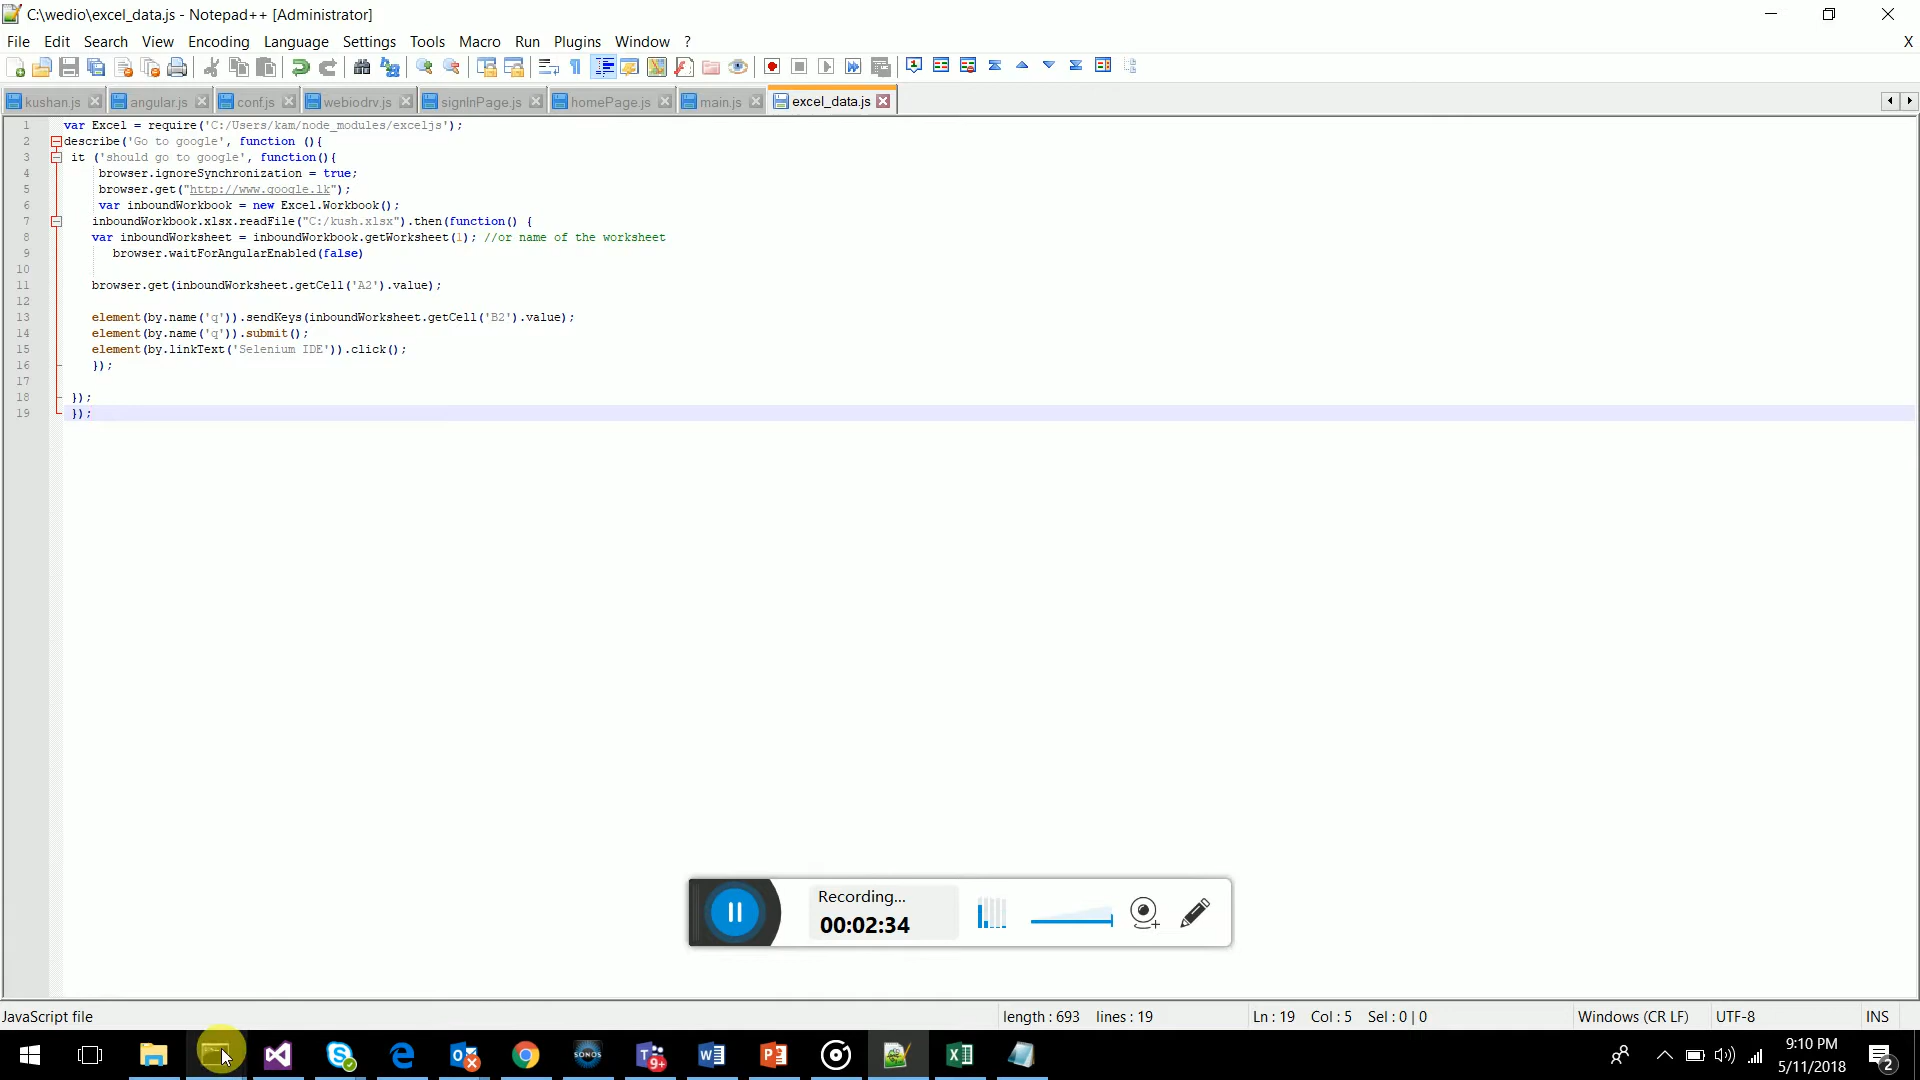 C:\wedio\excel_data.js - Notepad++ [Administrator]
File Edit Search View Encoding Language Settings Tools Macro Run Plugins Window ?
X
kushan.js angular.js conf.js webiodrv.js signInPage.js homePage.js main.js excel_data.js
1 var Excel = require('C:/Users/kam/node_modules/exceljs');
2 describe('Go to google', function (){
3 it ('should go to google', function(){
4 browser.ignoreSynchronization = true;
5 browser.get("http://www.google.lk");
6 var inboundWorkbook = new Excel.Workbook();
7 inboundWorkbook.xlsx.readFile("C:/kush.xlsx").then(function() {
8 var inboundWorksheet = inboundWorkbook.getWorksheet(1); //or name of the worksheet
9 browser.waitForAngularEnabled(false)
10
11 browser.get(inboundWorksheet.getCell('A2').value);
12
13 element(by.name('q')).sendKeys(inboundWorksheet.getCell('B2').value);
14 element(by.name('q')).submit();
15 element(by.linkText('Selenium IDE')).click();
16 });
17
18 });
19 });
Recording...
00:02:34
JavaScript file length : 693 lines : 19 Ln : 19 Col : 5 Sel : 0 | 0 Windows (CR LF) UTF-8 INS
SONOS
9+
9:10 PM
5/11/2018
2